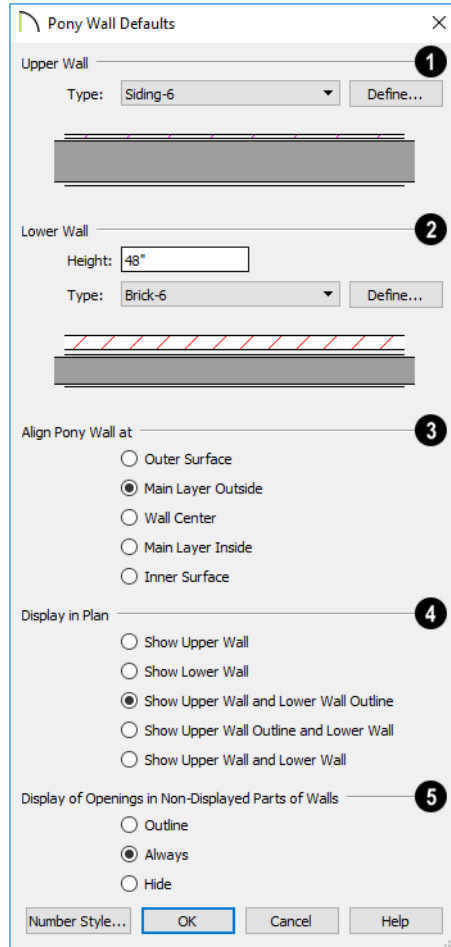 Pony Wall Defaults
Upper Wall 1
Type: Siding-6 Define...
Lower Wall 2
Height: 48"
Type: Brick-6 Define...
Align Pony Wall at 3
Outer Surface
Main Layer Outside
Wall Center
Main Layer Inside
Inner Surface
Display in Plan 4
Show Upper Wall
Show Lower Wall
Show Upper Wall and Lower Wall Outline
Show Upper Wall Outline and Lower Wall
Show Upper Wall and Lower Wall
Display of Openings in Non-Displayed Parts of Walls 5
Outline
Always
Hide
Number Style... OK Cancel Help